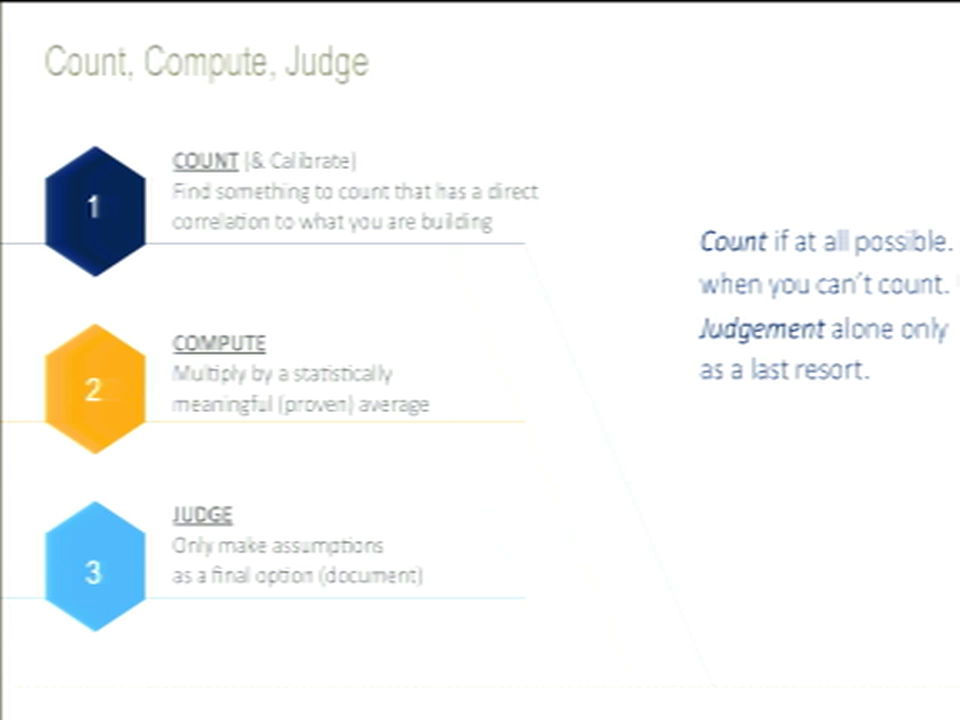 Count, Compute, Judge
1
COUNT (& Calibrate)
Find something to count that has a direct
correlation to what you are building
2
COMPUTE
Multiply by a statistically
meaningful (proven) average
3
JUDGE
Only make assumptions
as a final option (document)
Count if at all possible.
when you can't count.
Judgement alone only
as a last resort.